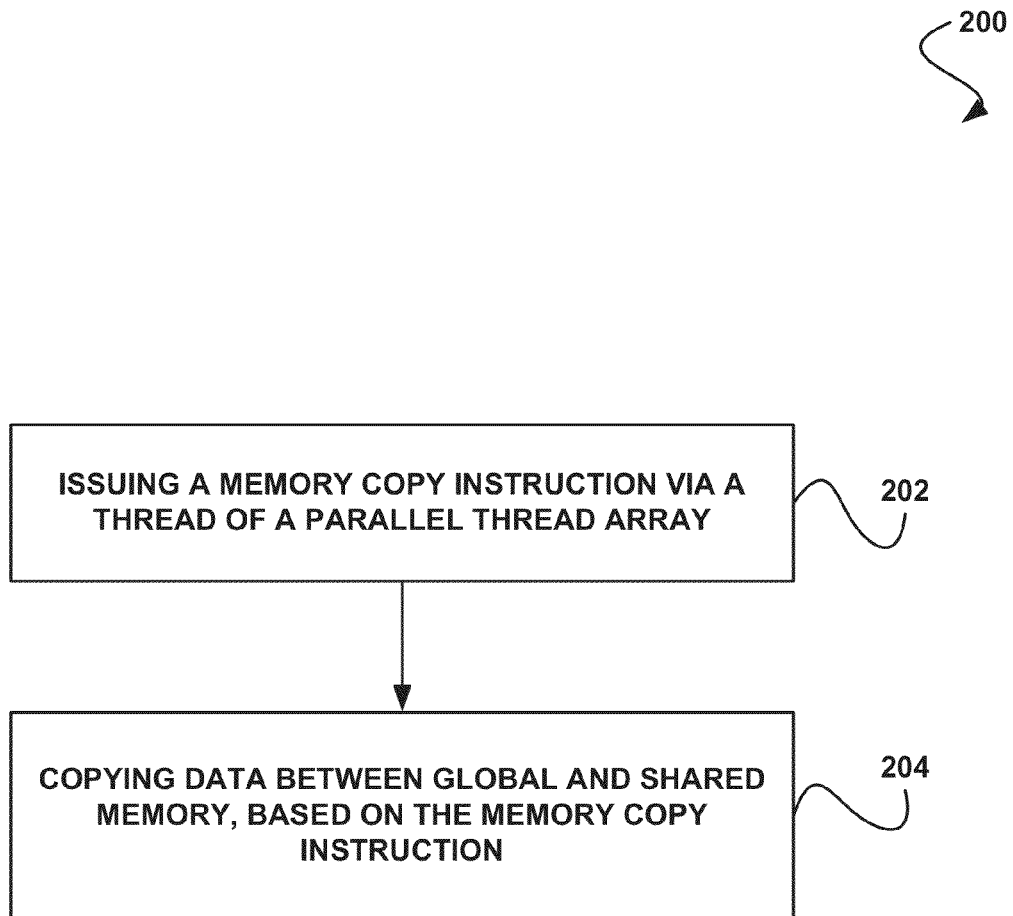 200
ISSUING A MEMORY COPY INSTRUCTION VIA A
THREAD OF A PARALLEL THREAD ARRAY
202
COPYING DATA BETWEEN GLOBAL AND SHARED
MEMORY, BASED ON THE MEMORY COPY
INSTRUCTION
204